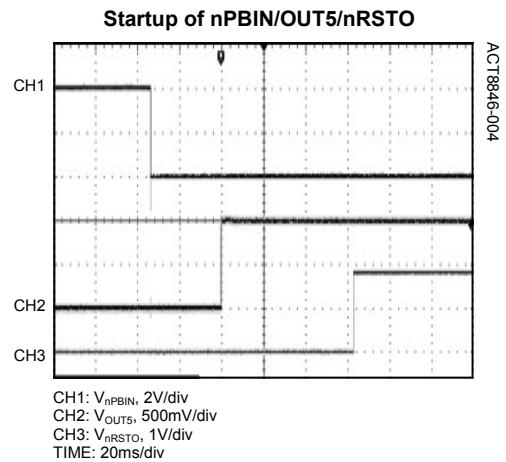 Startup of nPBIN/OUT5/nRSTO
CH1
ACT8846-004
CH2
CH3
CH1: VnPBIN, 2V/div
CH2: VOUT5, 500mV/div
CH3: VnRSTO, 1V/div
TIME: 20ms/div